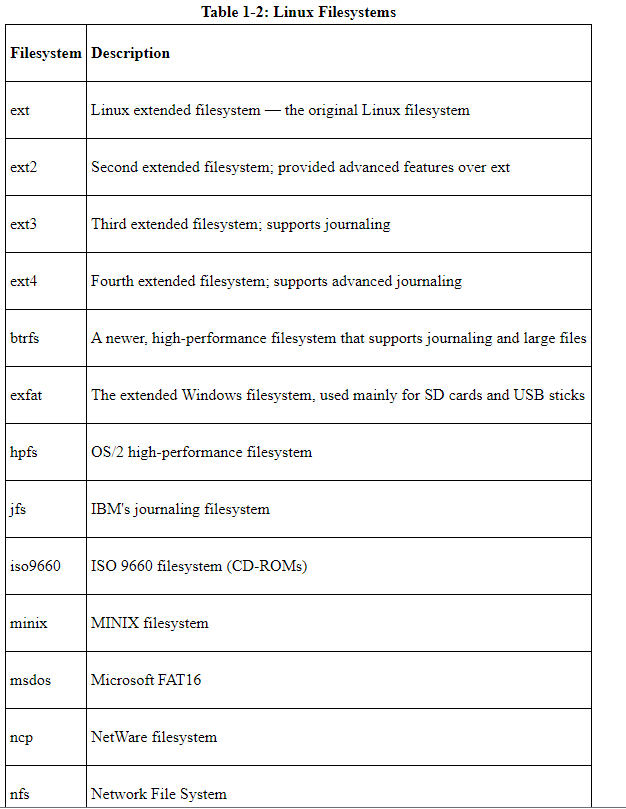 Table 1-2: Linux Filesystems
Filesystem Description
ext Linux extended filesystem — the original Linux filesystem
ext2 Second extended filesystem; provided advanced features over ext
ext3 Third extended filesystem; supports journaling
ext4 Fourth extended filesystem; supports advanced journaling
btrfs A newer, high-performance filesystem that supports journaling and large files
exfat The extended Windows filesystem, used mainly for SD cards and USB sticks
hpfs OS/2 high-performance filesystem
jfs IBM's journaling filesystem
iso9660 ISO 9660 filesystem (CD-ROMs)
minix MINIX filesystem
msdos Microsoft FAT16
ncp NetWare filesystem
nfs Network File System